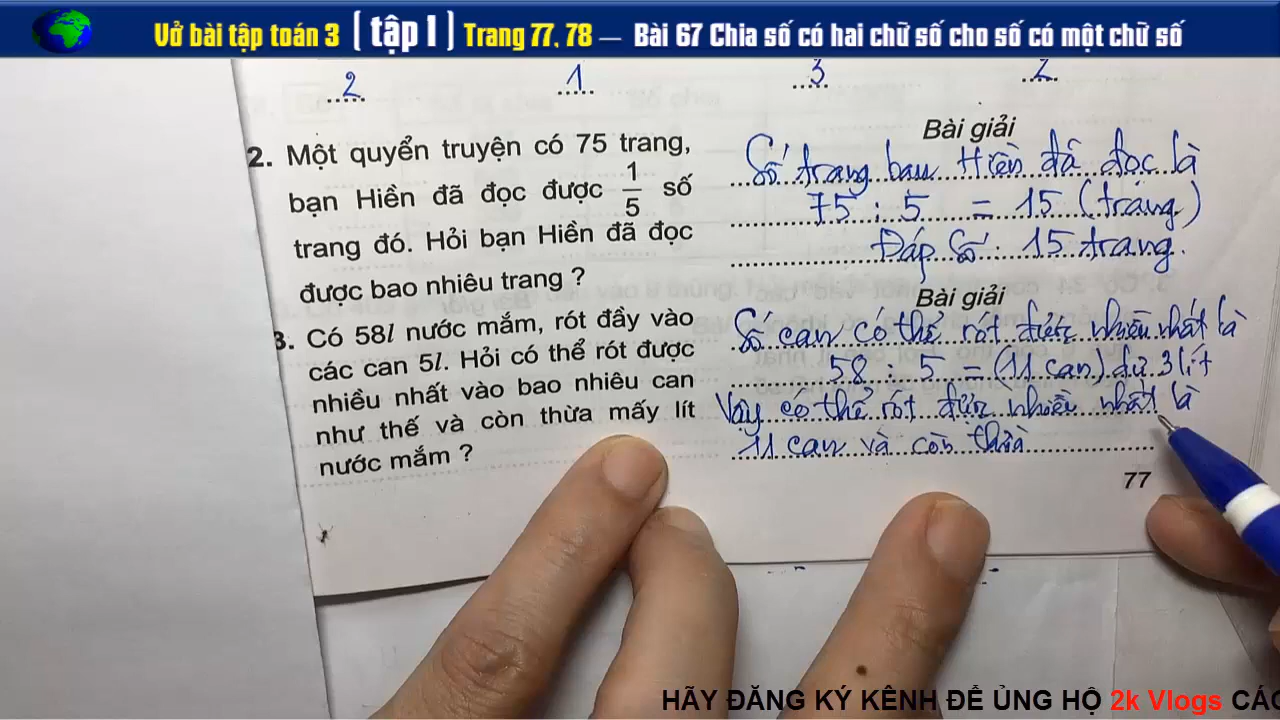 Vở bài tập toán 3 ( tập 1 ) Trang 77, 78 – Bài 67 Chia số có hai chữ số cho số có một chữ số
2 1 3 2
2. Một quyển truyện có 75 trang,
bạn Hiền đã đọc được 1/5 số
trang đó. Hỏi bạn Hiền đã đọc
được bao nhiêu trang ?
Bài giải
Số trang bạn Hiền đã đọc là
75 : 5 = 15 (trang)
Đáp số: 15 trang.
3. Có 58l nước mắm, rót đầy vào
các can 5l. Hỏi có thể rót được
nhiều nhất vào bao nhiêu can
như thế và còn thừa mấy lít
nước mắm ?
Bài giải
Số can có thể rót được nhiều nhất là
58 : 5 = (11 can) dư 3 lít
Vậy có thể rót được nhiều nhất là
11 can và còn thừa
77
HÃY ĐĂNG KÝ KÊNH ĐỂ ỦNG HỘ 2k Vlogs CÁC